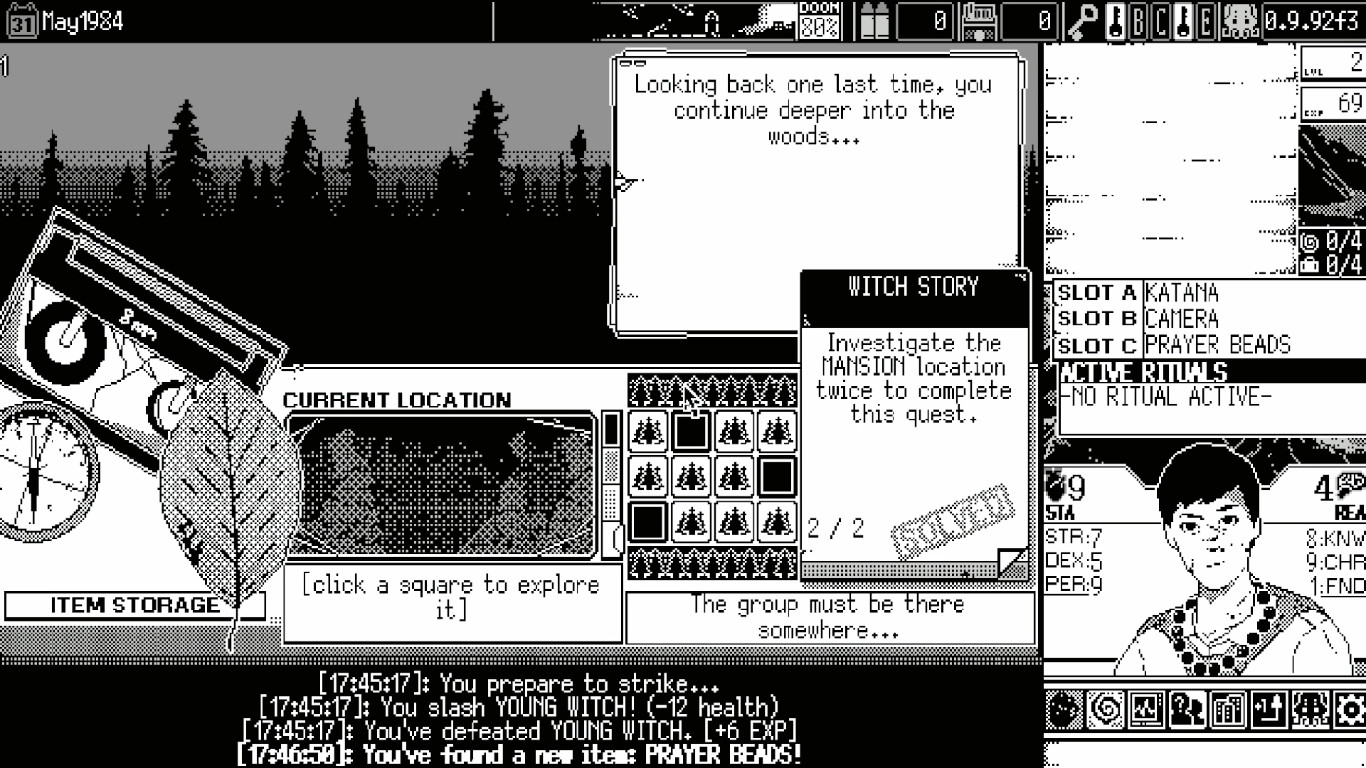 31 May1984
DOOM
80%
0
0
B C E
0.9.92f3
1
Looking back one last time, you
continue deeper into the
woods...
LVL 2
EXP 69
0/4
0/4
WITCH STORY
Investigate the
MANSION location
twice to complete
this quest.
2 / 2
SOLVED
SLOT A KATANA
SLOT B CAMERA
SLOT C PRAYER BEADS
ACTIVE RITUALS
-NO RITUAL ACTIVE-
8mm
CURRENT LOCATION
[click a square to explore
it]
ITEM STORAGE
The group must be there
somewhere...
9
STA
4
REA
STR:7
DEX:5
PER:9
8:KNW
9:CHR
1:FND
[17:45:17]: You prepare to strike...
[17:45:17]: You slash YOUNG WITCH! (-12 health)
[17:45:17]: You've defeated YOUNG WITCH. [+6 EXP]
[17:46:50]: You've found a new item: PRAYER BEADS!